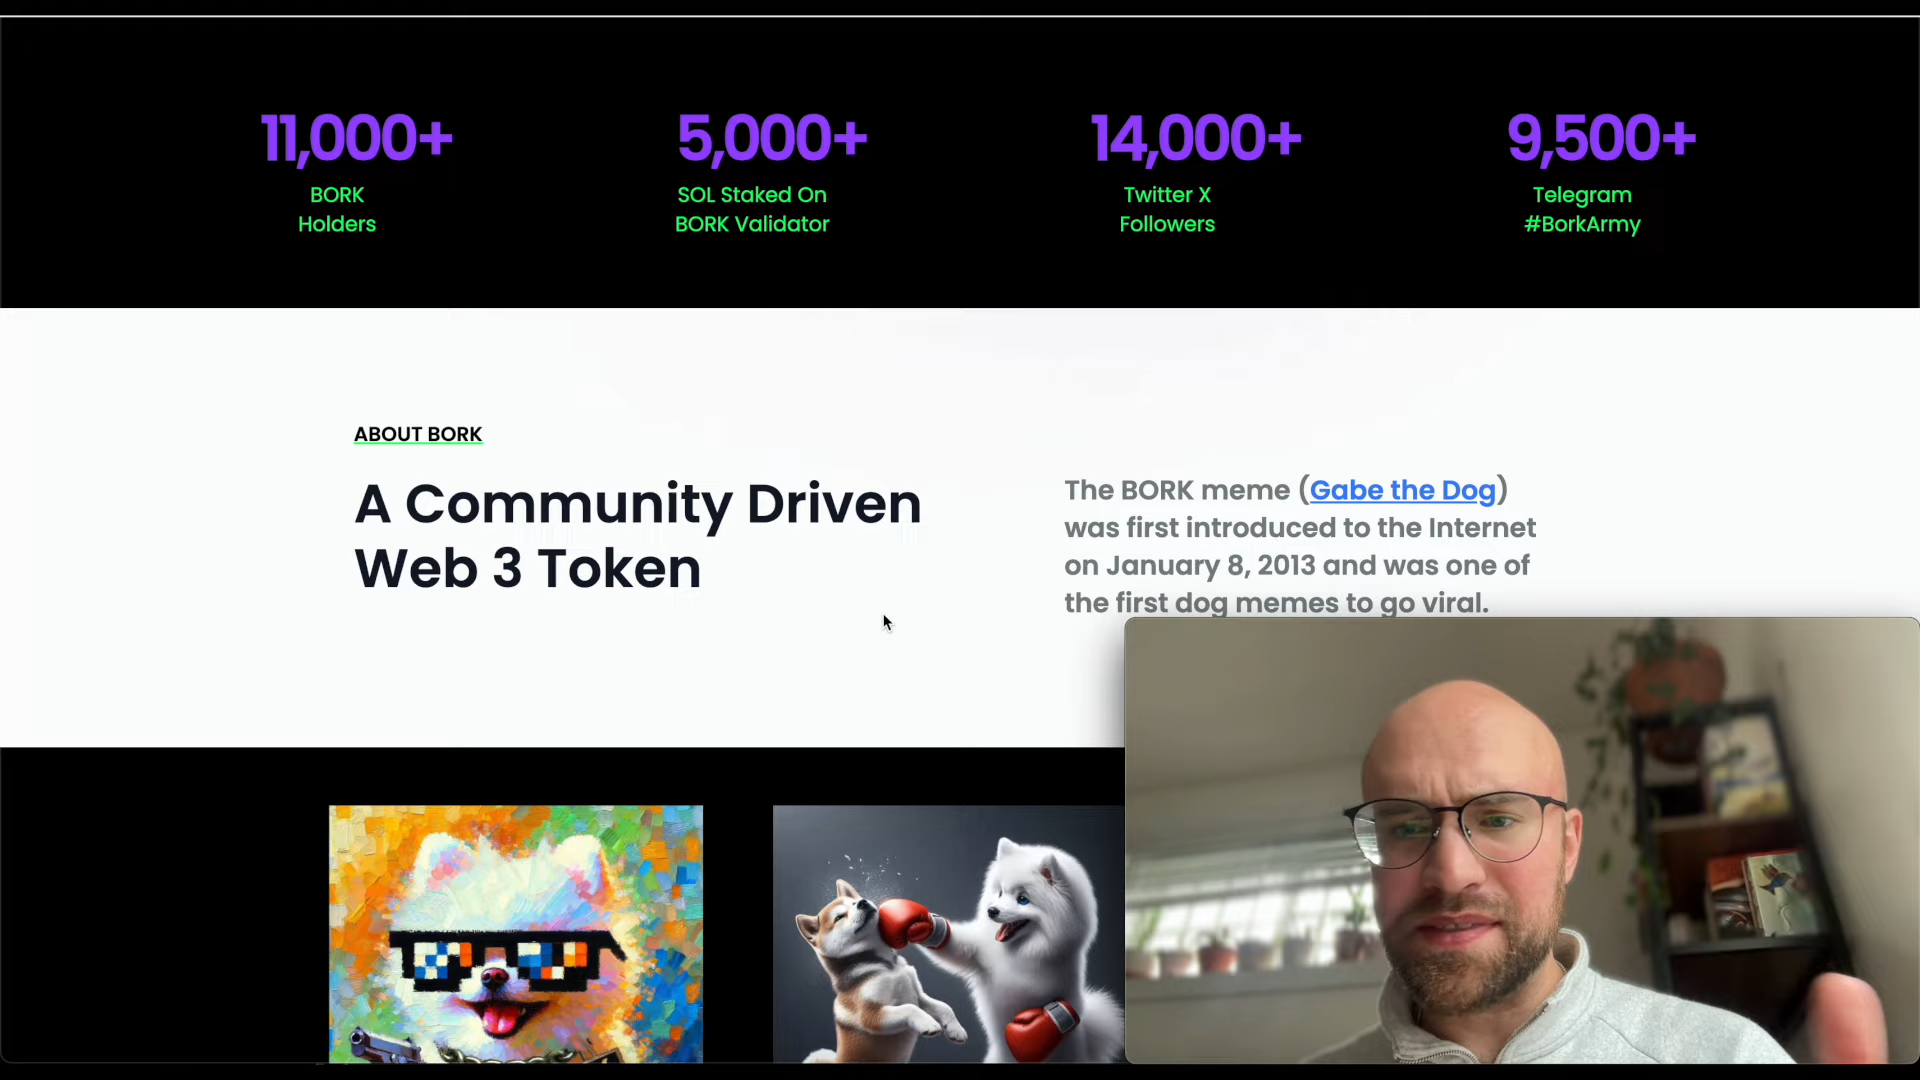 11,000+
BORK
Holders
5,000+
SOL Staked On
BORK Validator
14,000+
Twitter X
Followers
9,500+
Telegram
#BorkArmy
ABOUT BORK
A Community Driven
Web 3 Token
The BORK meme (Gabe the Dog)
was first introduced to the Internet
on January 8, 2013 and was one of
the first dog memes to go viral.